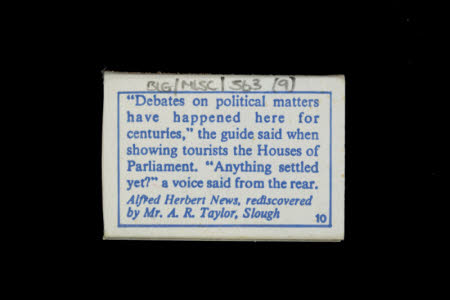 BLG/MLSC/563 (9)
“Debates on political matters
have happened here for
centuries,” the guide said when
showing tourists the Houses of
Parliament. “Anything settled
yet?” a voice said from the rear.
Alfred Herbert News, rediscovered
by Mr. A. R. Taylor, Slough
10